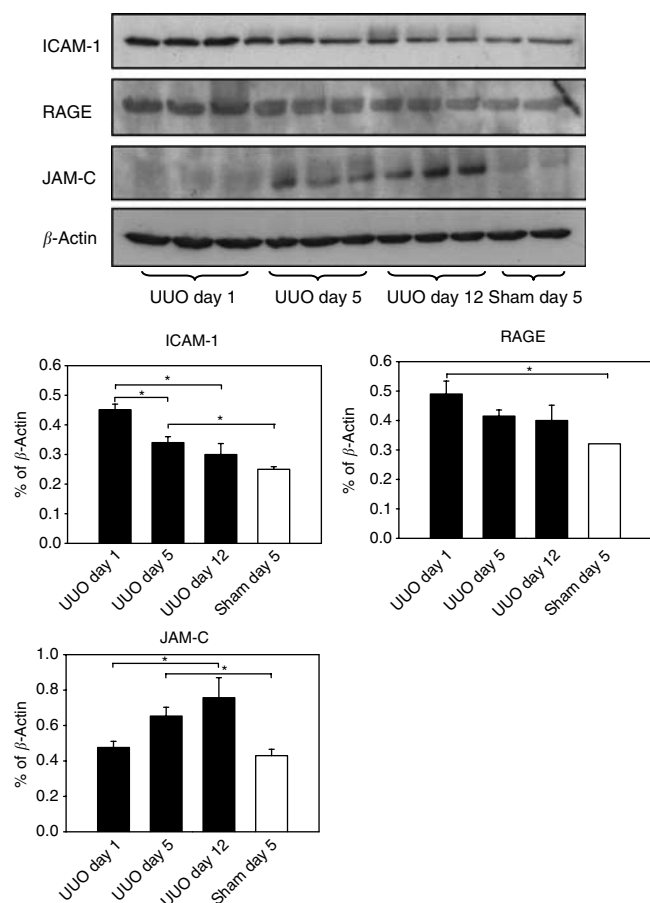 ICAM-1
RAGE
JAM-C
β-Actin
UUO day 1 UUO day 5 UUO day 12 Sham day 5
ICAM-1
0.6
0.5
0.4
0.3
0.2
0.1
0.0
% of β-Actin
* * *
UUO day 1
UUO day 5
UUO day 12
Sham day 5
RAGE
0.6
0.5
0.4
0.3
0.2
0.1
0.0
% of β-Actin
*
UUO day 1
UUO day 5
UUO day 12
Sham day 5
JAM-C
1.0
0.8
0.6
0.4
0.2
0.0
% of β-Actin
* *
UUO day 1
UUO day 5
UUO day 12
Sham day 5